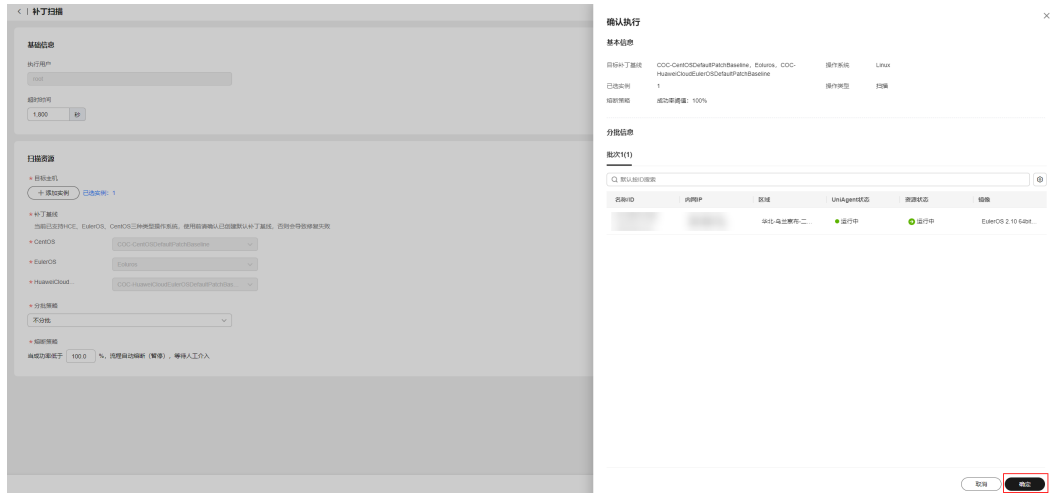 补丁扫描
基础信息
执行用户
root
超时时间
1,800 秒
扫描资源
* 目标主机
+ 添加实例 已选实例: 1
* 补丁基线
当前已支持HCE、EulerOS、CentOS三种类型操作系统, 使用前请确认已创建默认补丁基线, 否则会导致修复失败
* CentOS COC-CentOSDefaultPatchBaseline
* EulerOS Euluros
* HuaweiCloud... COC-HuaweiCloudEulerOSDefaultPatchBas...
* 分批策略
不分批
* 熔断策略
当成功率低于 100.0 %, 流程自动熔断 (暂停), 等待人工介入
确认执行
基本信息
目标补丁基线 COC-CentOSDefaultPatchBaseline, Eoluros, COC-HuaweiCloudEulerOSDefaultPatchBaseline 操作系统 Linux
已选实例 1 操作类型 扫描
熔断策略 成功率阈值: 100%
分批信息
批次1(1)
默认按ID搜索
名称/ID 内网IP 区域 UniAgent状态 资源状态 镜像
华北-乌兰察布-二... 运行中 运行中 EulerOS 2.10 64bit...
取消 确定